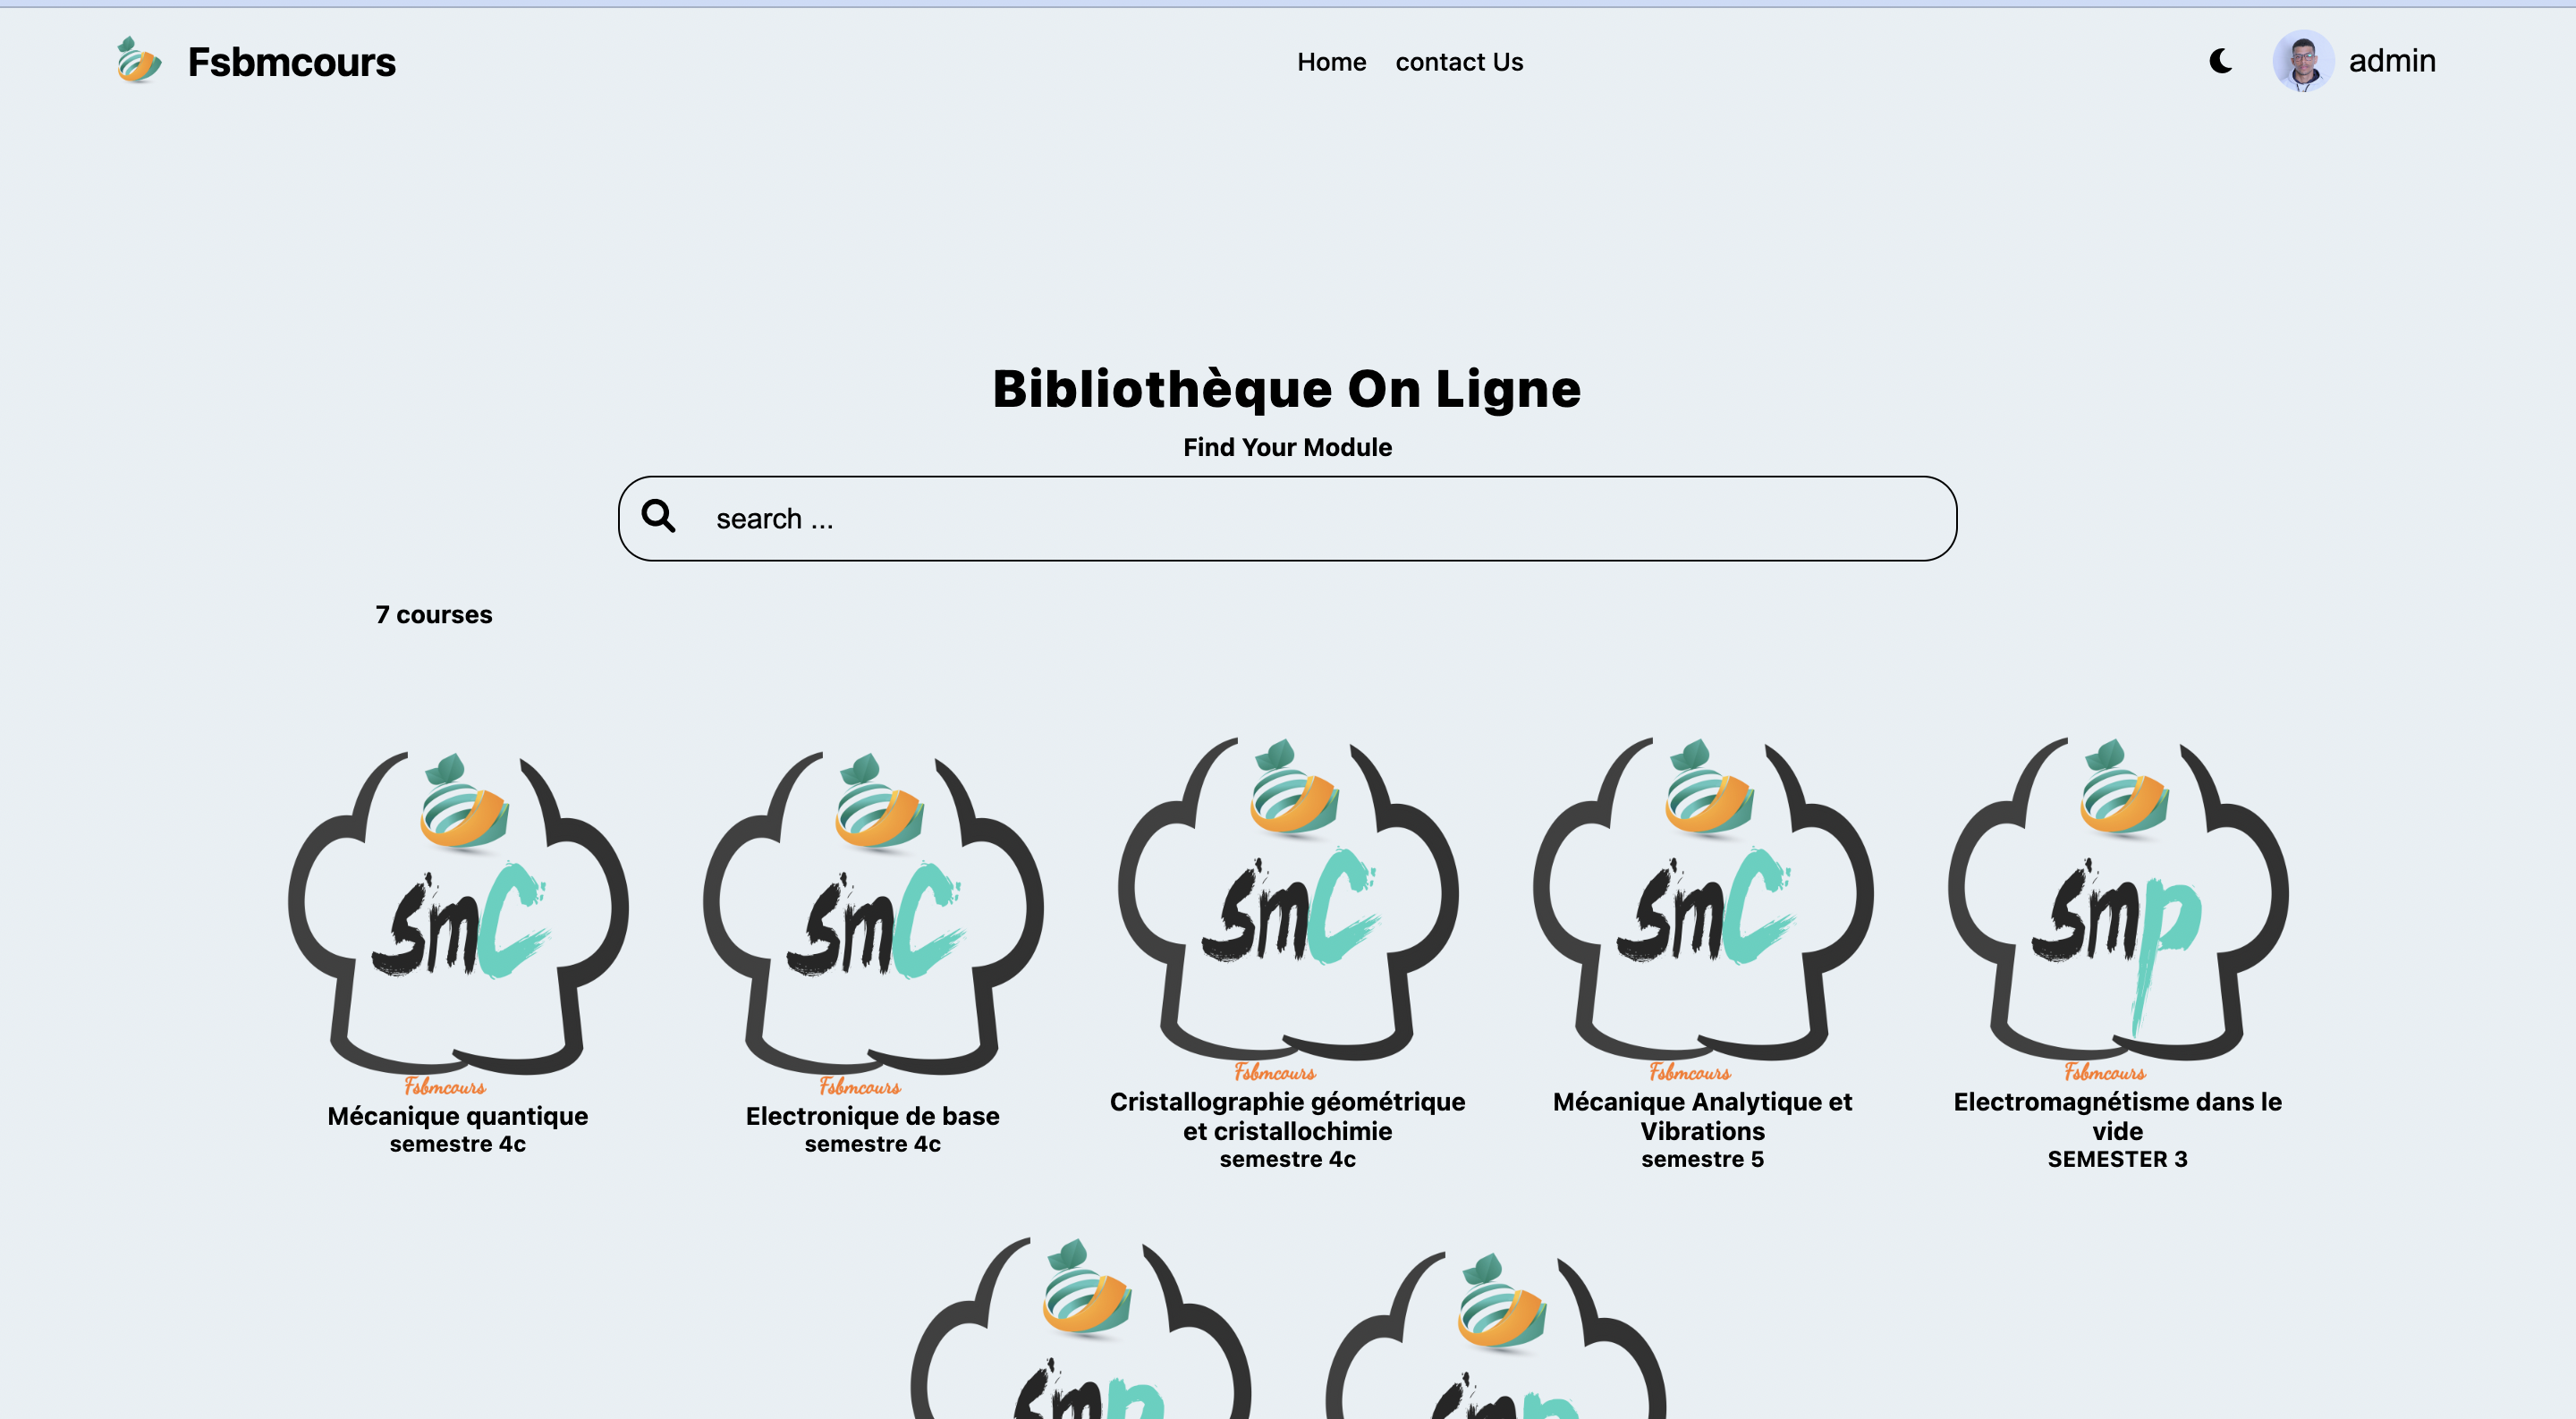 Fsbmcours
Home contact Us
admin
Bibliothèque On Ligne
Find Your Module
search ...
7 courses
smC
Fsbmcours
Mécanique quantique
semestre 4c
smC
Fsbmcours
Electronique de base
semestre 4c
smC
Fsbmcours
Cristallographie géométrique
et cristallochimie
semestre 4c
smC
Fsbmcours
Mécanique Analytique et
Vibrations
semestre 5
smp
Fsbmcours
Electromagnétisme dans le
vide
SEMESTER 3
smp
smp